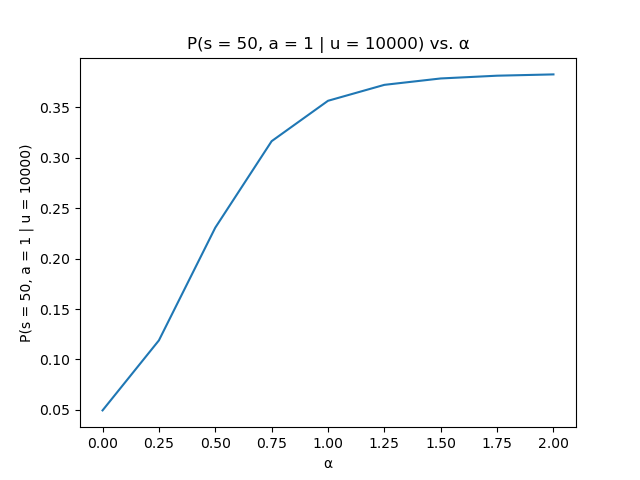 P(s = 50, a = 1 | u = 10000) vs. α
P(s = 50, a = 1 | u = 10000)
0.35
0.30
0.25
0.20
0.15
0.10
0.05
0.00 0.25 0.50 0.75 1.00 1.25 1.50 1.75 2.00
α